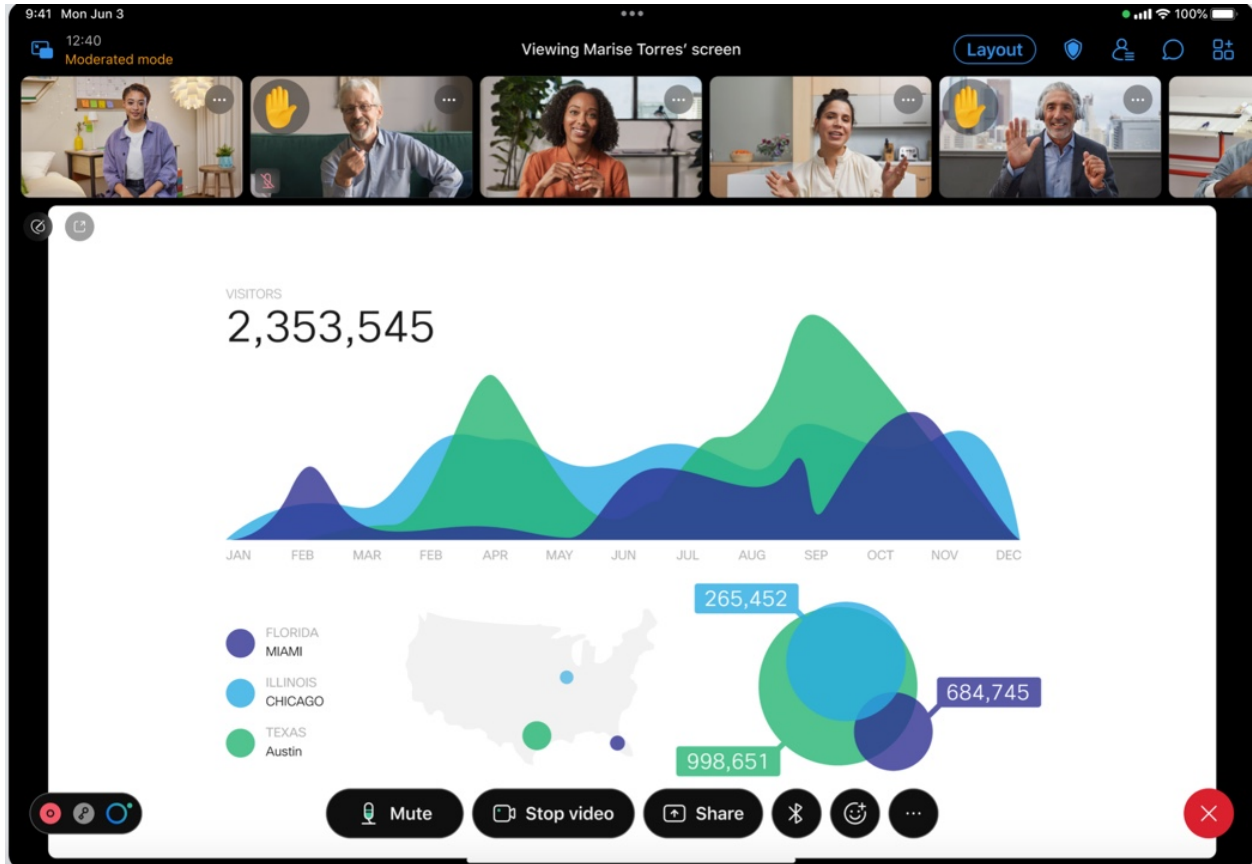 9:41 Mon Jun 3
100%
12:40
Moderated mode
Viewing Marise Torres’ screen
Layout
VISITORS
2,353,545
JAN FEB MAR FEB APR MAY JUN JUL AUG SEP OCT NOV DEC
265,452
FLORIDA
MIAMI
ILLINOIS
CHICAGO
684,745
TEXAS
Austin
998,651
Mute
Stop video
Share